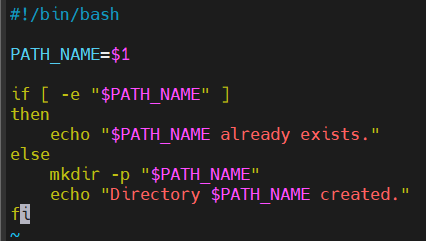 #!/bin/bash

PATH_NAME=$1

if [ -e "$PATH_NAME" ]
then
    echo "$PATH_NAME already exists."
else
    mkdir -p "$PATH_NAME"
    echo "Directory $PATH_NAME created."
fi
~